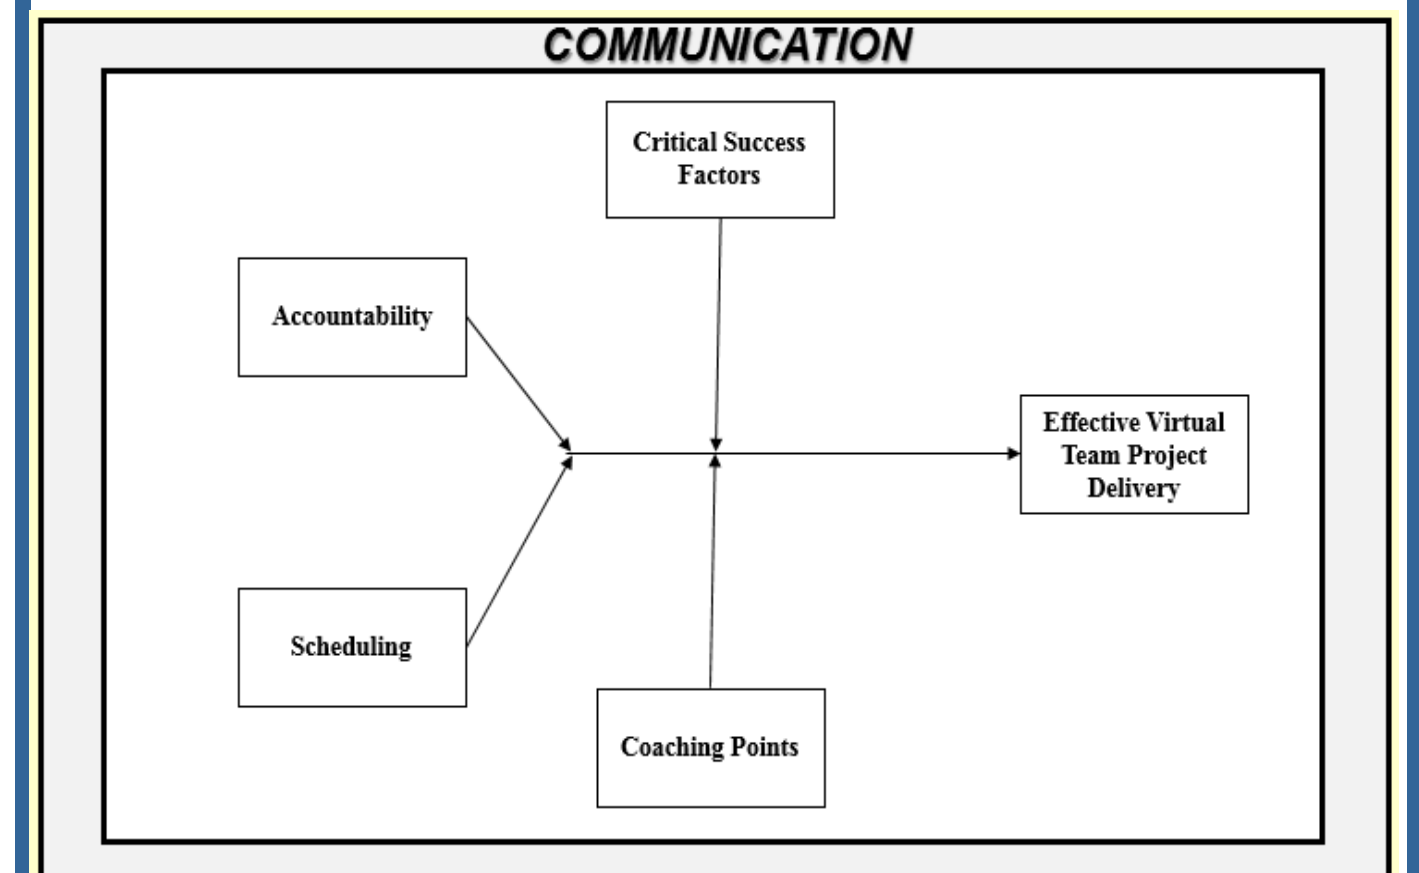 COMMUNICATION
Critical Success
Factors
Accountability
Effective Virtual
Team Project
Delivery
Scheduling
Coaching Points